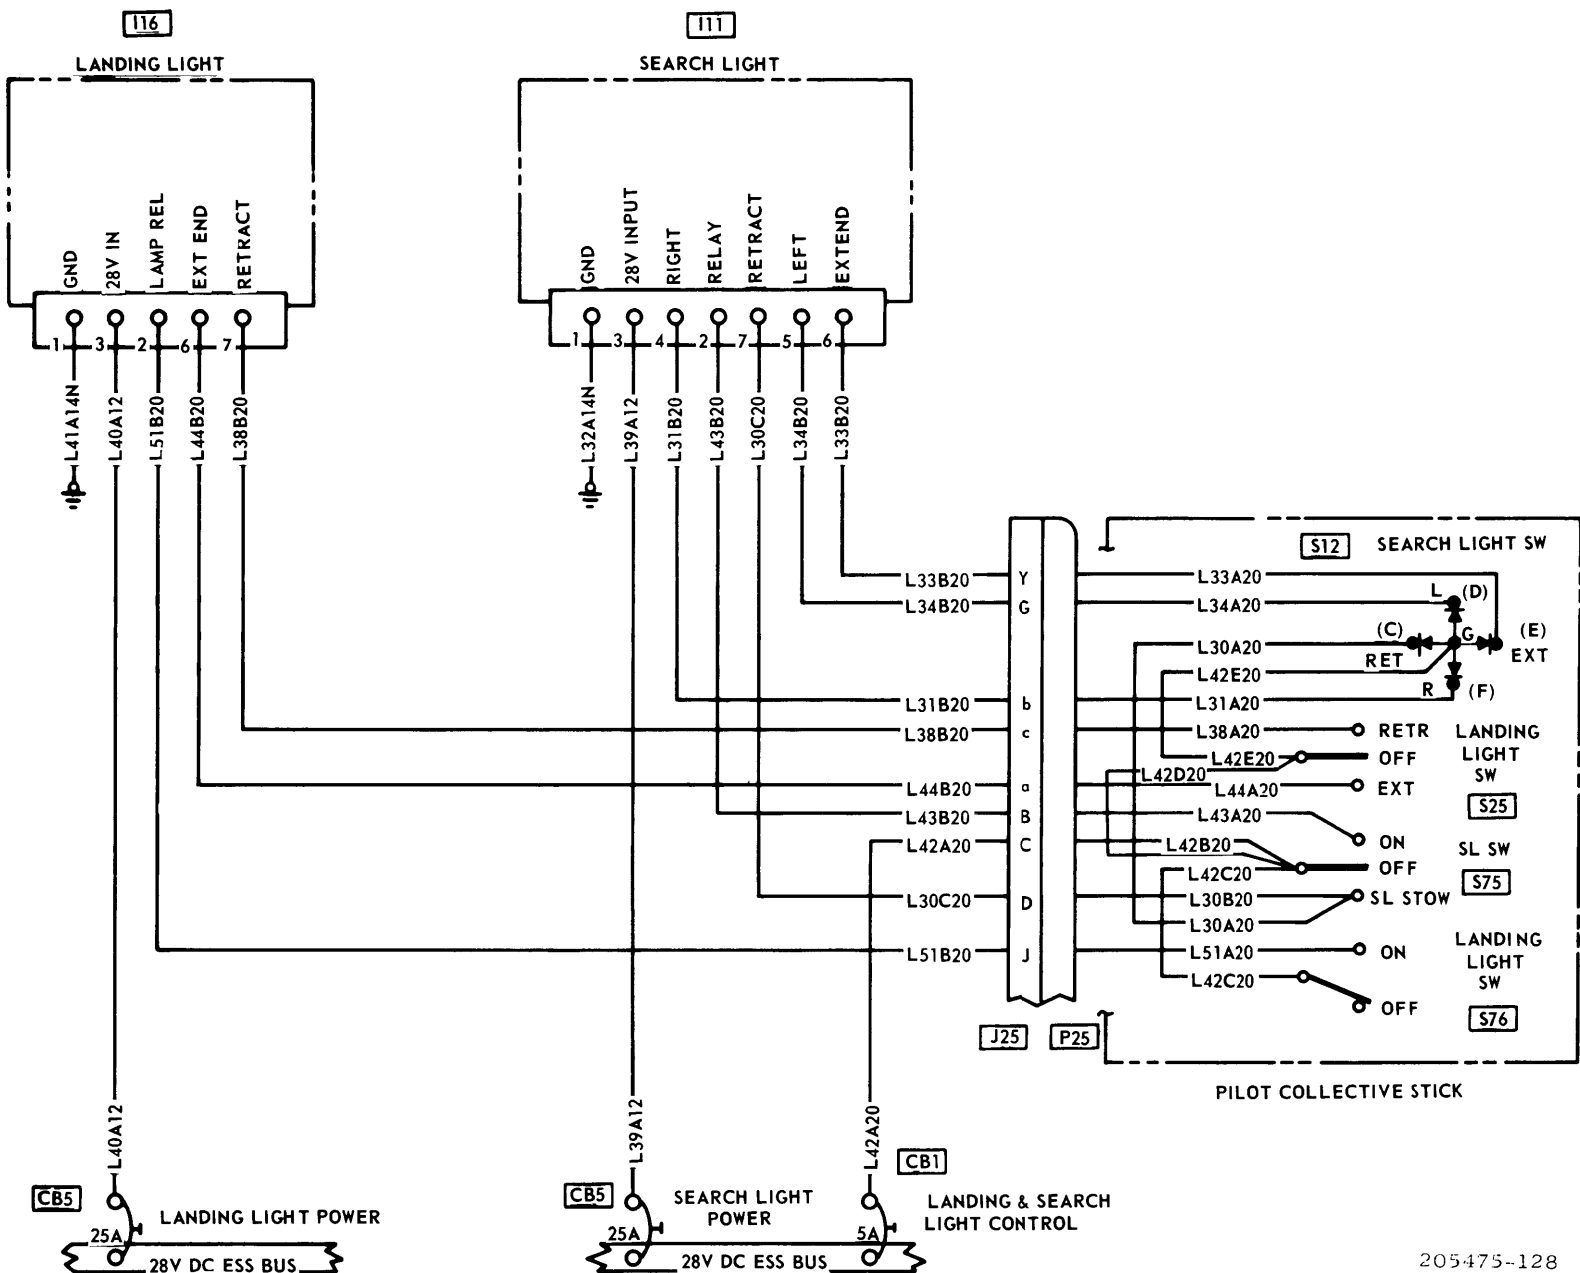 I16
I11
LANDING LIGHT
SEARCH LIGHT
GND
28V IN
LAMP REL
EXT END
RETRACT
GND
28V INPUT
RIGHT
RELAY
RETRACT
LEFT
EXTEND
1
3
2
6
7
1
3
4
2
7
5
6
L41A14N
L40A12
L51B20
L44B20
L38B20
L32A14N
L39A12
L31B20
L43B20
L30C20
L34B20
L33B20
S12
SEARCH LIGHT SW
L33B20
Y
L33A20
L34B20
G
L34A20
L
(D)
L30A20
(C)
G
(E)
RET
EXT
L42E20
L31B20
b
L31A20
R
(F)
L38B20
c
L38A20
RETR
LANDING
LIGHT
SW
L42E20
OFF
L42D20
L44B20
a
L44A20
EXT
S25
L43B20
B
L43A20
L42A20
C
L42B20
ON
SL SW
L42C20
OFF
S75
L30C20
D
L30B20
SL STOW
L30A20
L51B20
J
L51A20
ON
LANDING
LIGHT
SW
L42C20
OFF
S76
J25
P25
PILOT COLLECTIVE STICK
L40A12
L39A12
L42A20
CB1
CB5
LANDING LIGHT POWER
25A
28V DC ESS BUS
CB5
SEARCH LIGHT
POWER
25A
LANDING & SEARCH
LIGHT CONTROL
5A
28V DC ESS BUS
205475-128